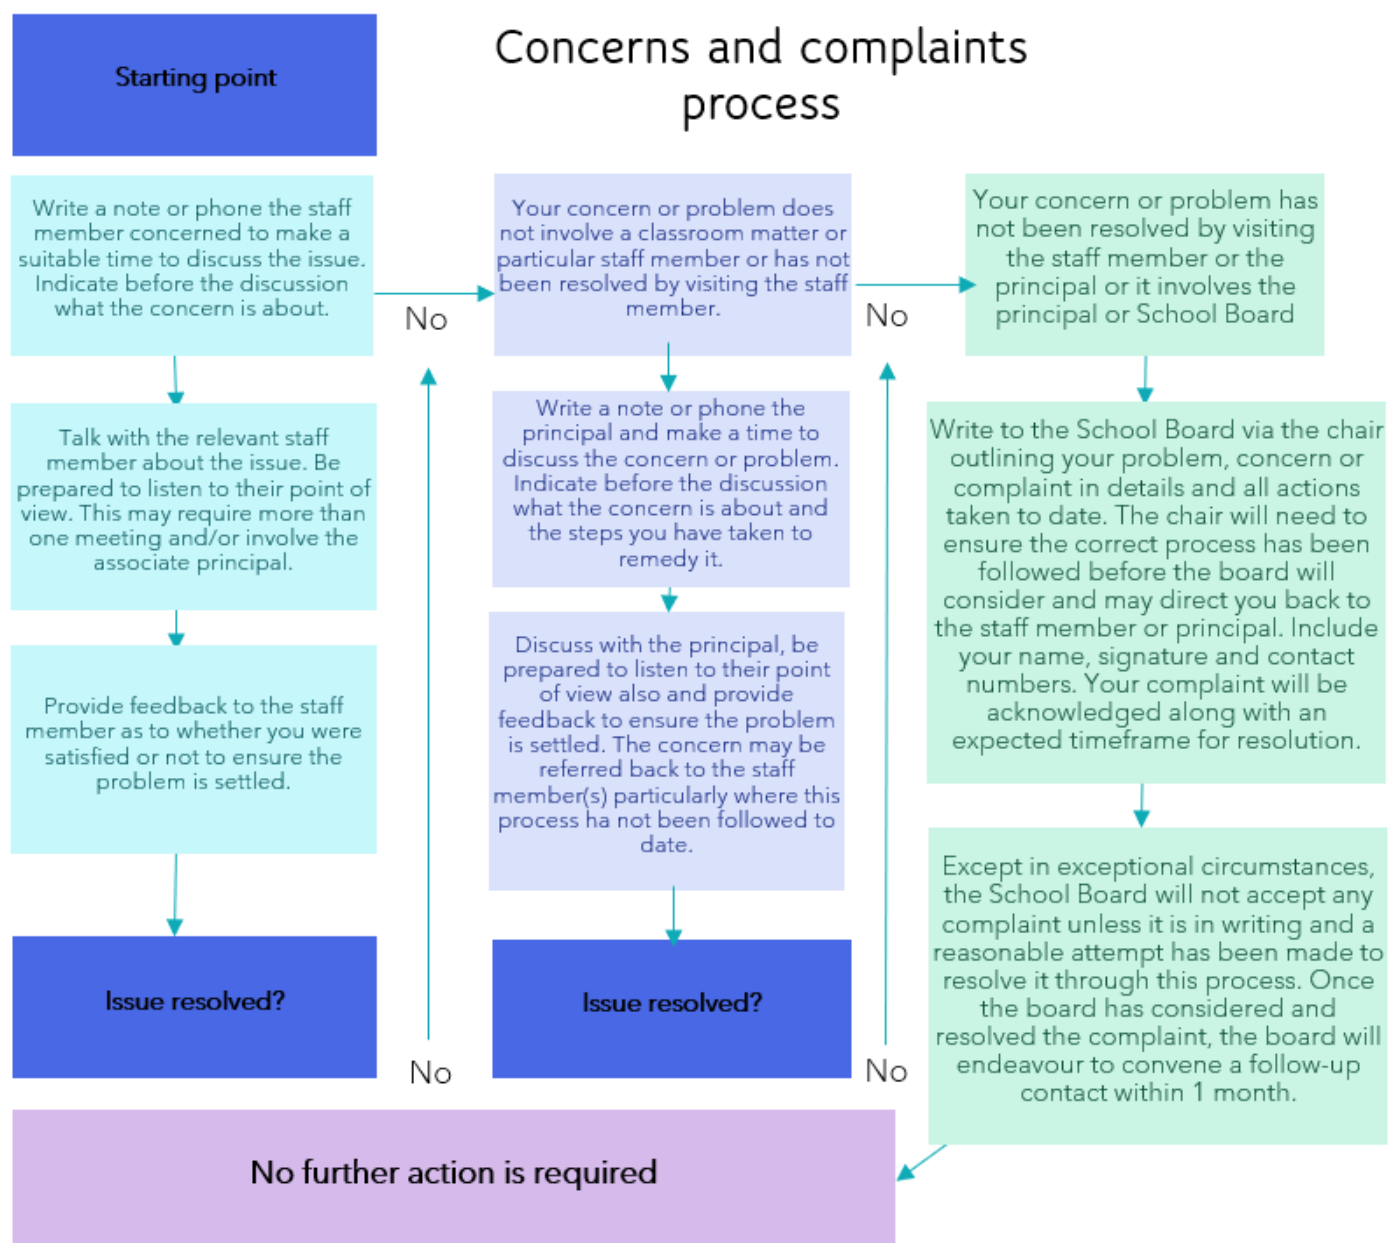 Starting point
Concerns and complaints
process
Write a note or phone the staff
member concerned to make a
suitable time to discuss the issue.
Indicate before the discussion
what the concern is about.
No
Talk with the relevant staff
member about the issue. Be
prepared to listen to their point of
view. This may require more than
one meeting and/or involve the
associate principal.
Provide feedback to the staff
member as to whether you were
satisfied or not to ensure the
problem is settled.
Issue resolved?
No
Your concern or problem does
not involve a classroom matter or
particular staff member or has not
been resolved by visiting the staff
member.
No
Write a note or phone the
principal and make a time to
discuss the concern or problem.
Indicate before the discussion
what the concern is about and
the steps you have taken to
remedy it.
Discuss with the principal, be
prepared to listen to their point
of view also and provide
feedback to ensure the problem
is settled. The concern may be
referred back to the staff
member(s) particularly where this
process ha not been followed to
date.
Issue resolved?
No
Your concern or problem has
not been resolved by visiting
the staff member or the
principal or it involves the
principal or School Board
Write to the School Board via the chair
outlining your problem, concern or
complaint in details and all actions
taken to date. The chair will need to
ensure the correct process has been
followed before the board will
consider and may direct you back to
the staff member or principal. Include
your name, signature and contact
numbers. Your complaint will be
acknowledged along with an
expected timeframe for resolution.
Except in exceptional circumstances,
the School Board will not accept any
complaint unless it is in writing and a
reasonable attempt has been made to
resolve it through this process. Once
the board has considered and
resolved the complaint, the board will
endeavour to convene a follow-up
contact within 1 month.
No further action is required